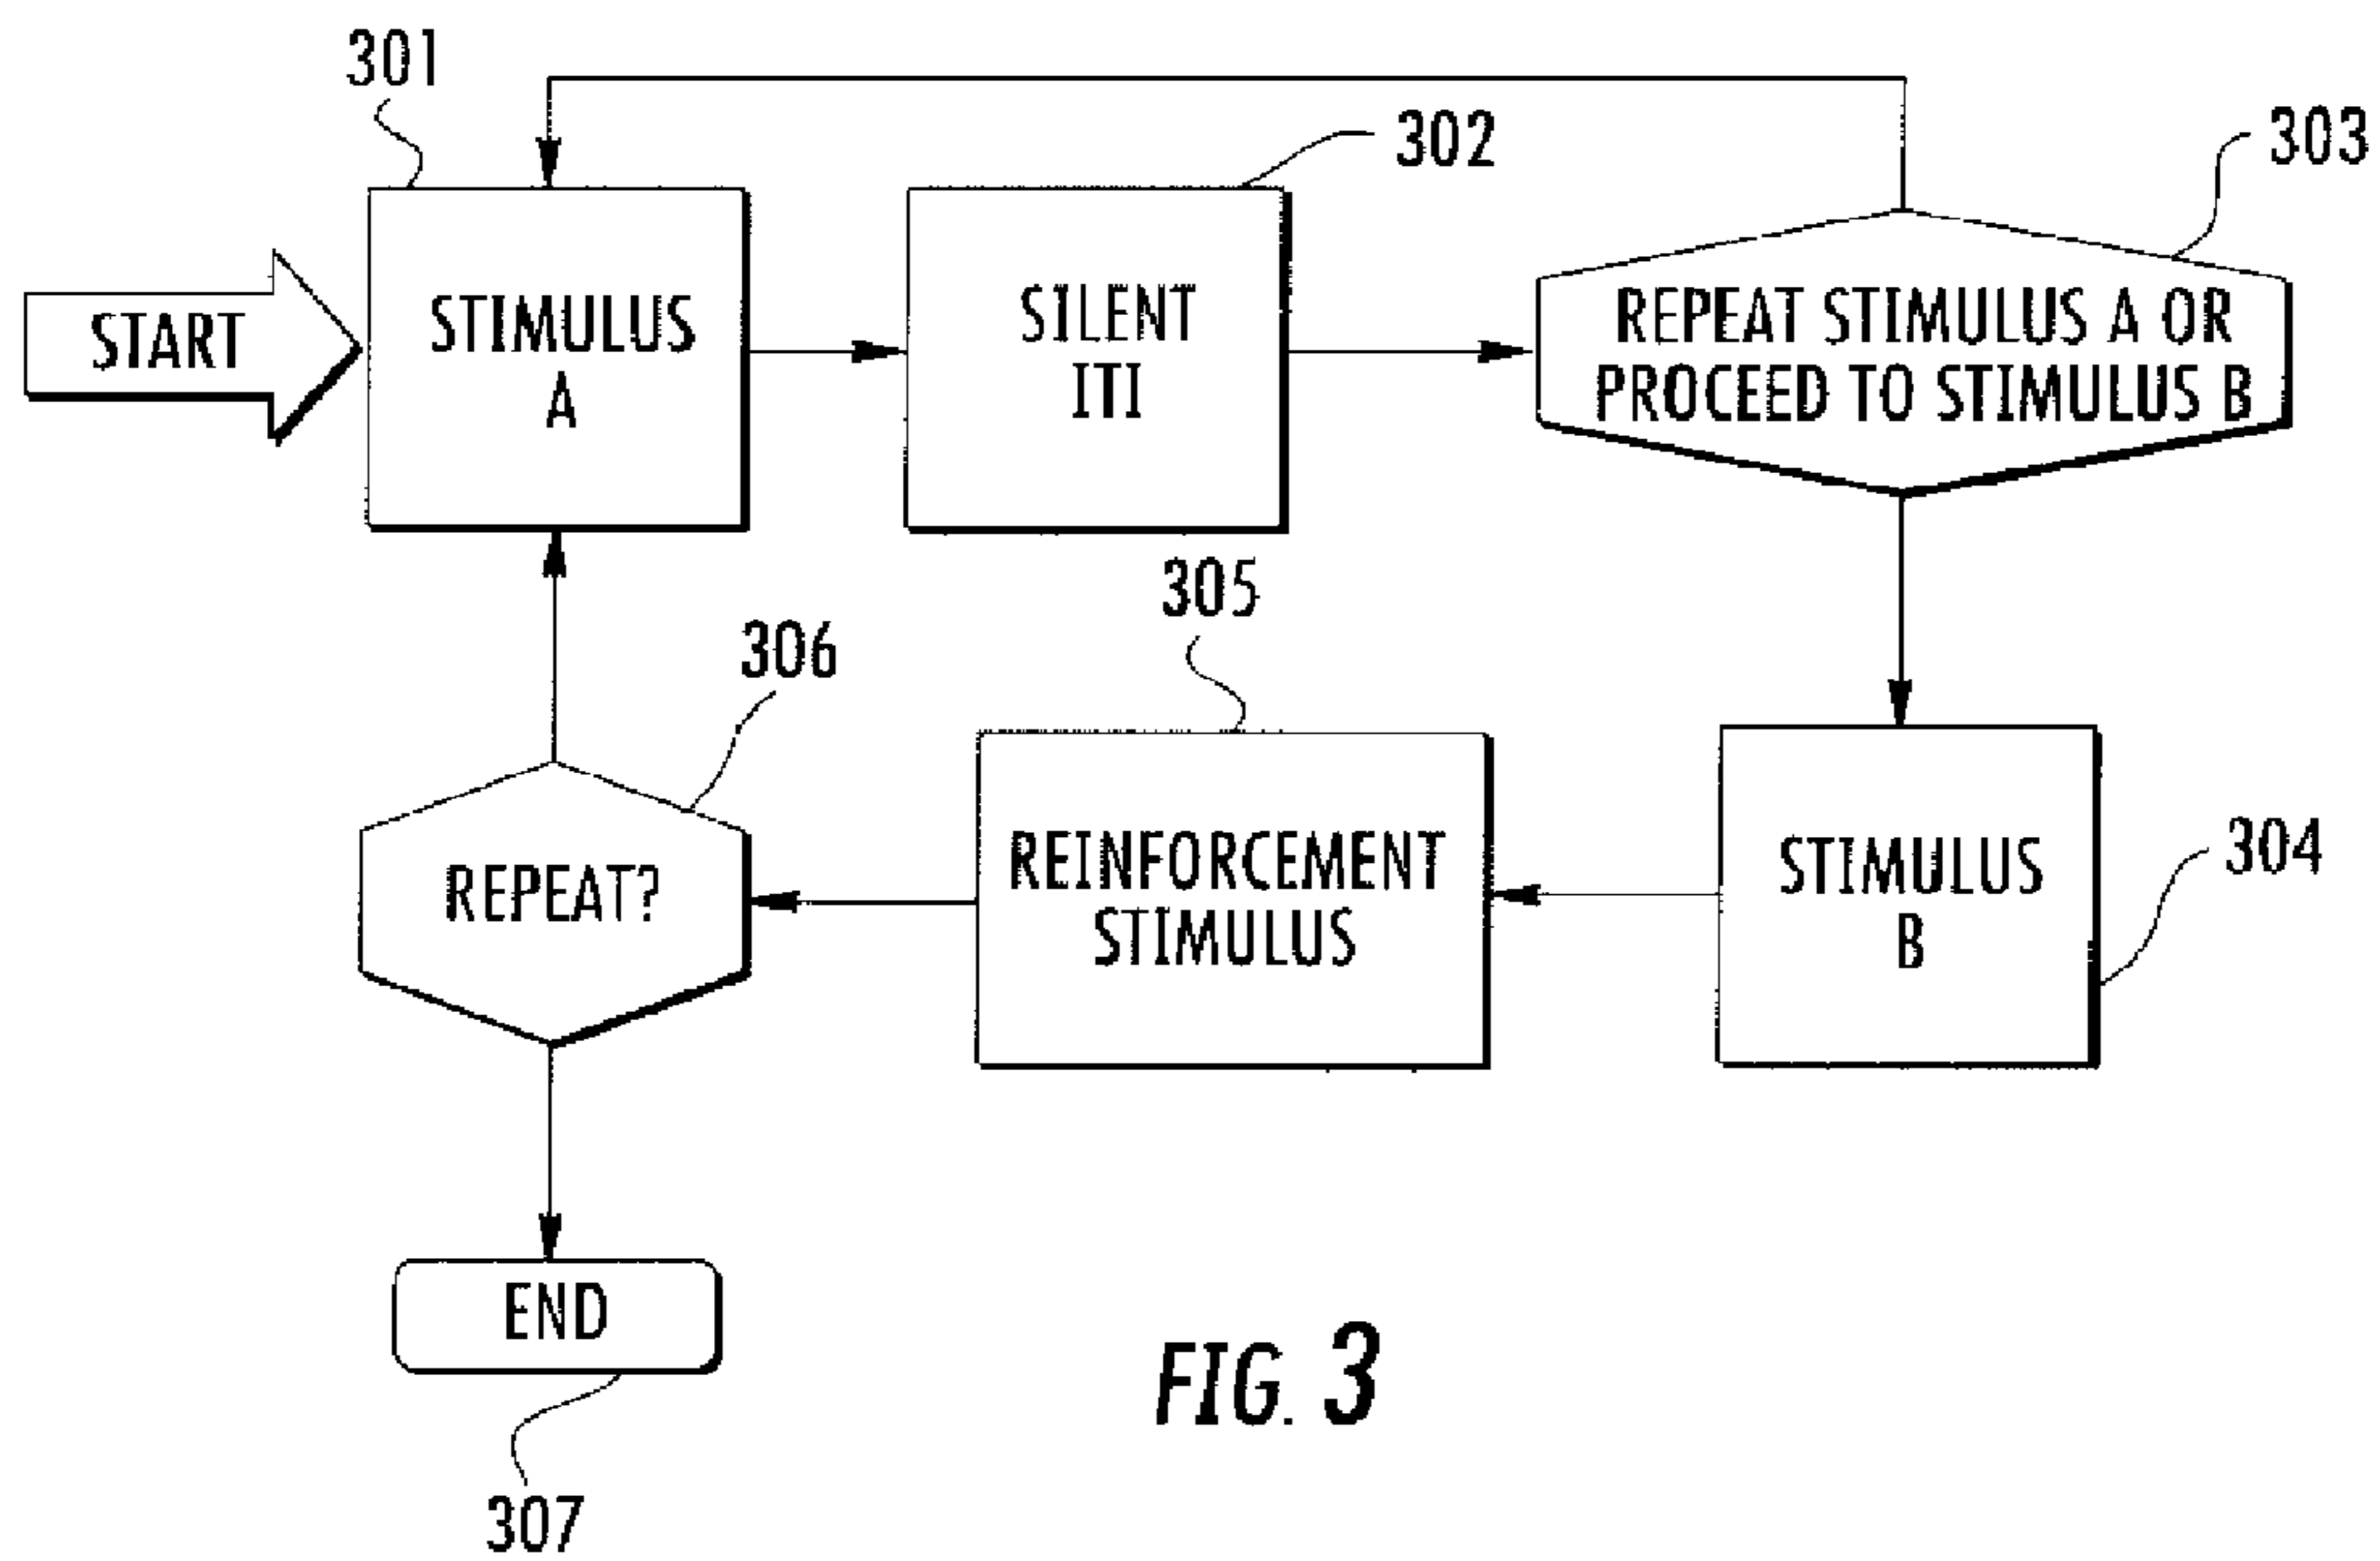 301
302
303
START
STIMULUS
A
SILENT
ITI
REPEAT STIMULUS A OR
PROCEED TO STIMULUS B
305
306
304
REPEAT?
REINFORCEMENT
STIMULUS
STIMULUS
B
END
307
FIG. 3